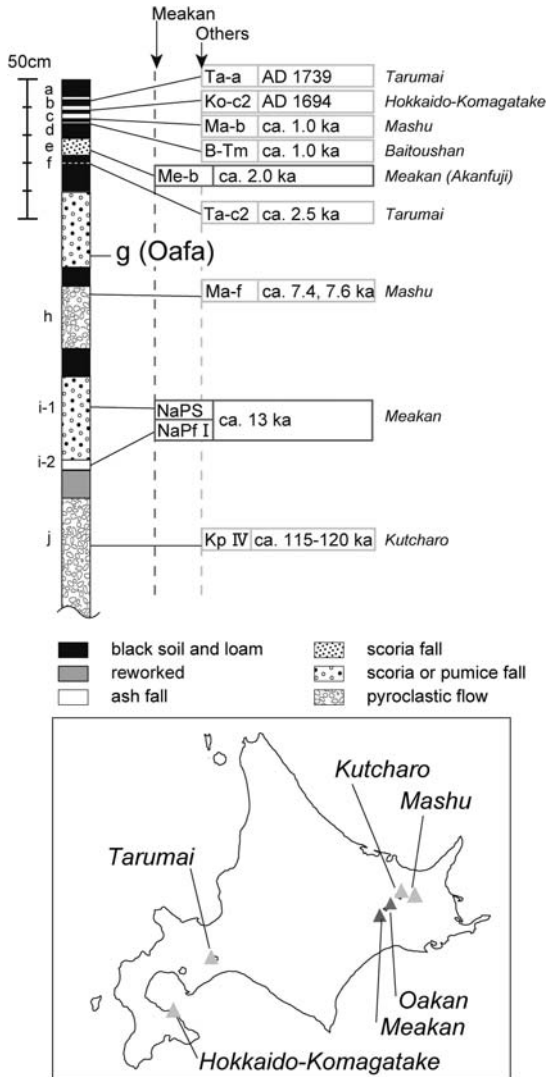 Meakan
Others
50cm
a
b
c
d
e
f
Ta-a AD 1739 Tarumai
Ko-c2 AD 1694 Hokkaido-Komagatake
Ma-b ca. 1.0 ka Mashu
B-Tm ca. 1.0 ka Baitoushan
Me-b ca. 2.0 ka Meakan (Akanfuji)
Ta-c2 ca. 2.5 ka Tarumai
g (Oafa)
Ma-f ca. 7.4, 7.6 ka Mashu
h
i-1
NaPS
NaPf I
ca. 13 ka Meakan
i-2
j
Kp IV ca. 115-120 ka Kutcharo
black soil and loam
reworked
ash fall
scoria fall
scoria or pumice fall
pyroclastic flow
Kutcharo
Mashu
Tarumai
Oakan
Meakan
Hokkaido-Komagatake